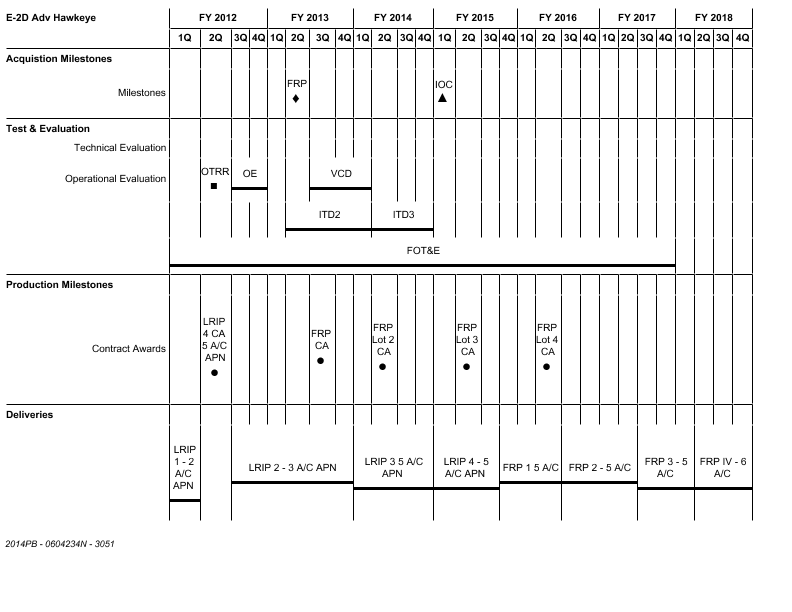 E-2D Adv Hawkeye FY 2012 FY 2013 FY 2014 FY 2015 FY 2016 FY 2017 FY 2018
1Q 2Q 3Q 4Q 1Q 2Q 3Q 4Q 1Q 2Q 3Q 4Q 1Q 2Q 3Q 4Q 1Q 2Q 3Q 4Q 1Q 2Q 3Q 4Q 1Q 2Q 3Q 4Q
Acquistion Milestones
FRP IOC
Milestones
Test & Evaluation
Technical Evaluation
OTRR OE VCD
Operational Evaluation
ITD2 ITD3
FOT&E
Production Milestones
LRIP
4 CA
5 A/C
APN
FRP
CA
FRP
Lot 2
CA
FRP
Lot 3
CA
FRP
Lot 4
CA
Contract Awards
Deliveries
LRIP
1 - 2
A/C
APN
LRIP 2 - 3 A/C APN
LRIP 3 5 A/C
APN
LRIP 4 - 5
A/C APN
FRP 1 5 A/C
FRP 2 - 5 A/C
FRP 3 - 5
A/C
FRP IV - 6
A/C
2014PB - 0604234N - 3051